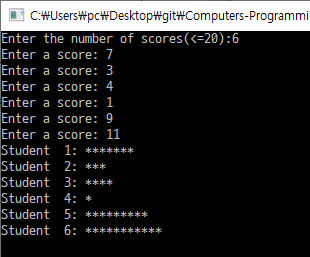 C:₩Users₩pc₩Desktop₩git₩Computers-Programmi
Enter the number of scores(<=20):6
Enter a score: 7
Enter a score: 3
Enter a score: 4
Enter a score: 1
Enter a score: 9
Enter a score: 11
Student  1: *******
Student  2: ***
Student  3: ****
Student  4: *
Student  5: *********
Student  6: ***********